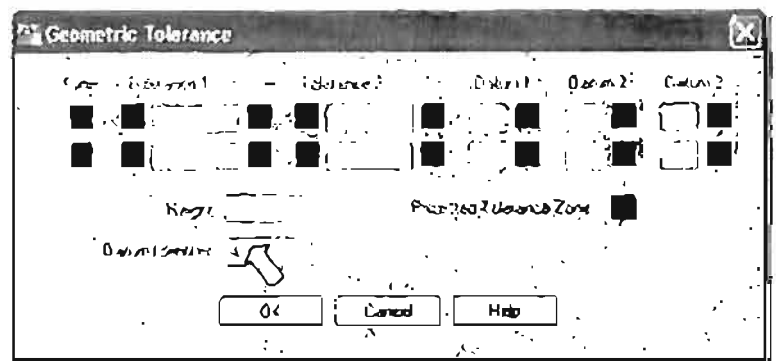 Geometric Tolerance
Sym Tolerance 1 Tolerance 2 Datum 1 Datum 2 Datum 3
Height Projected Tolerance Zone
Datum Identifier
OK Cancel Help